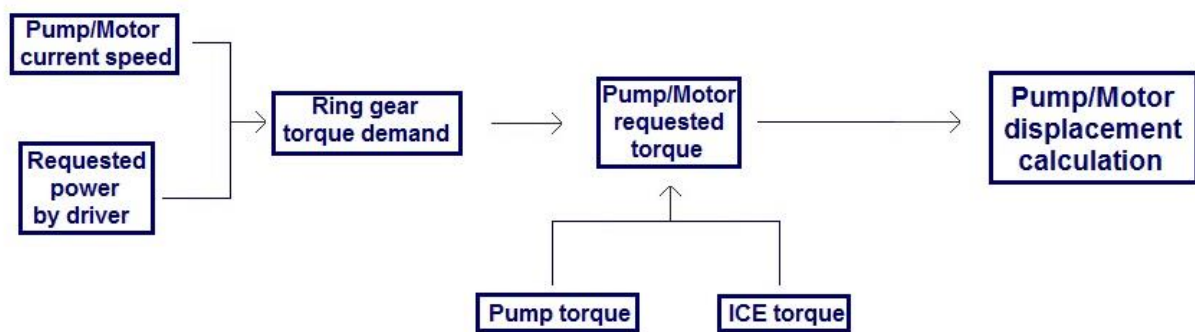 Pump/Motor
current speed
Requested
power
by driver
Ring gear
torque demand
Pump/Motor
requested
torque
Pump/Motor
displacement
calculation
Pump torque
ICE torque